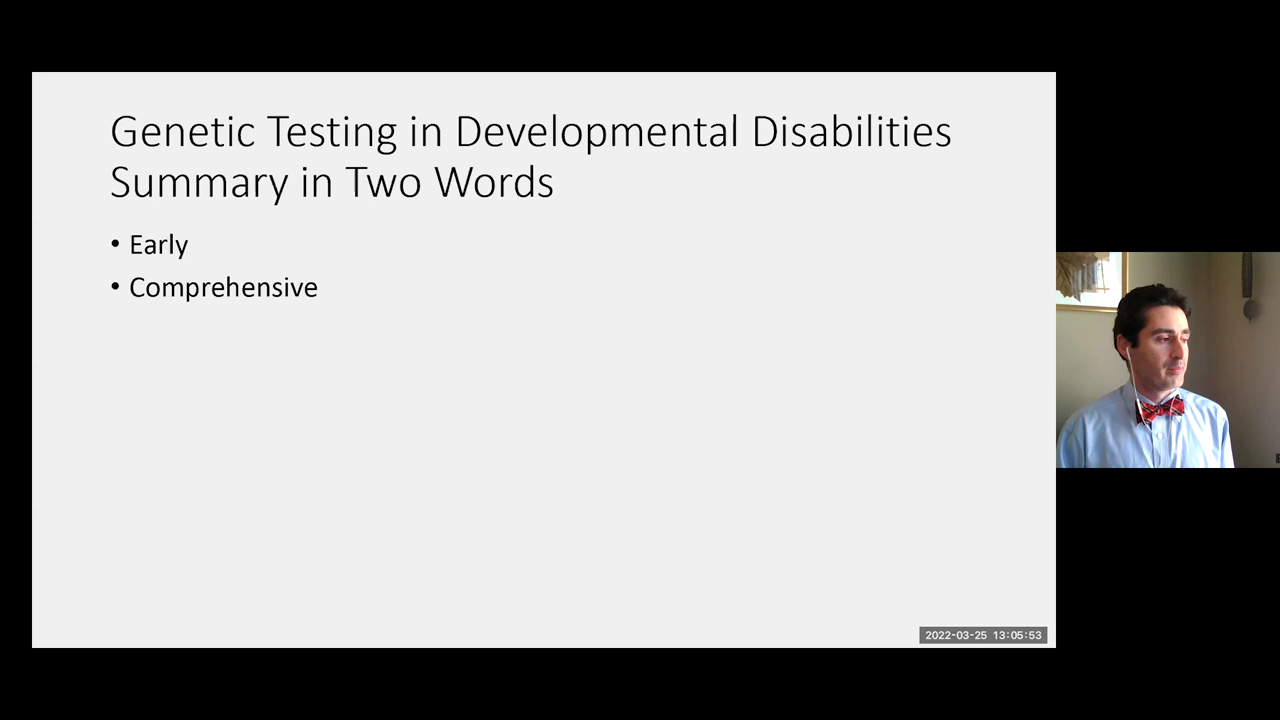 Genetic Testing in Developmental Disabilities
Summary in Two Words
• Early
• Comprehensive
2022-03-25 13:05:53